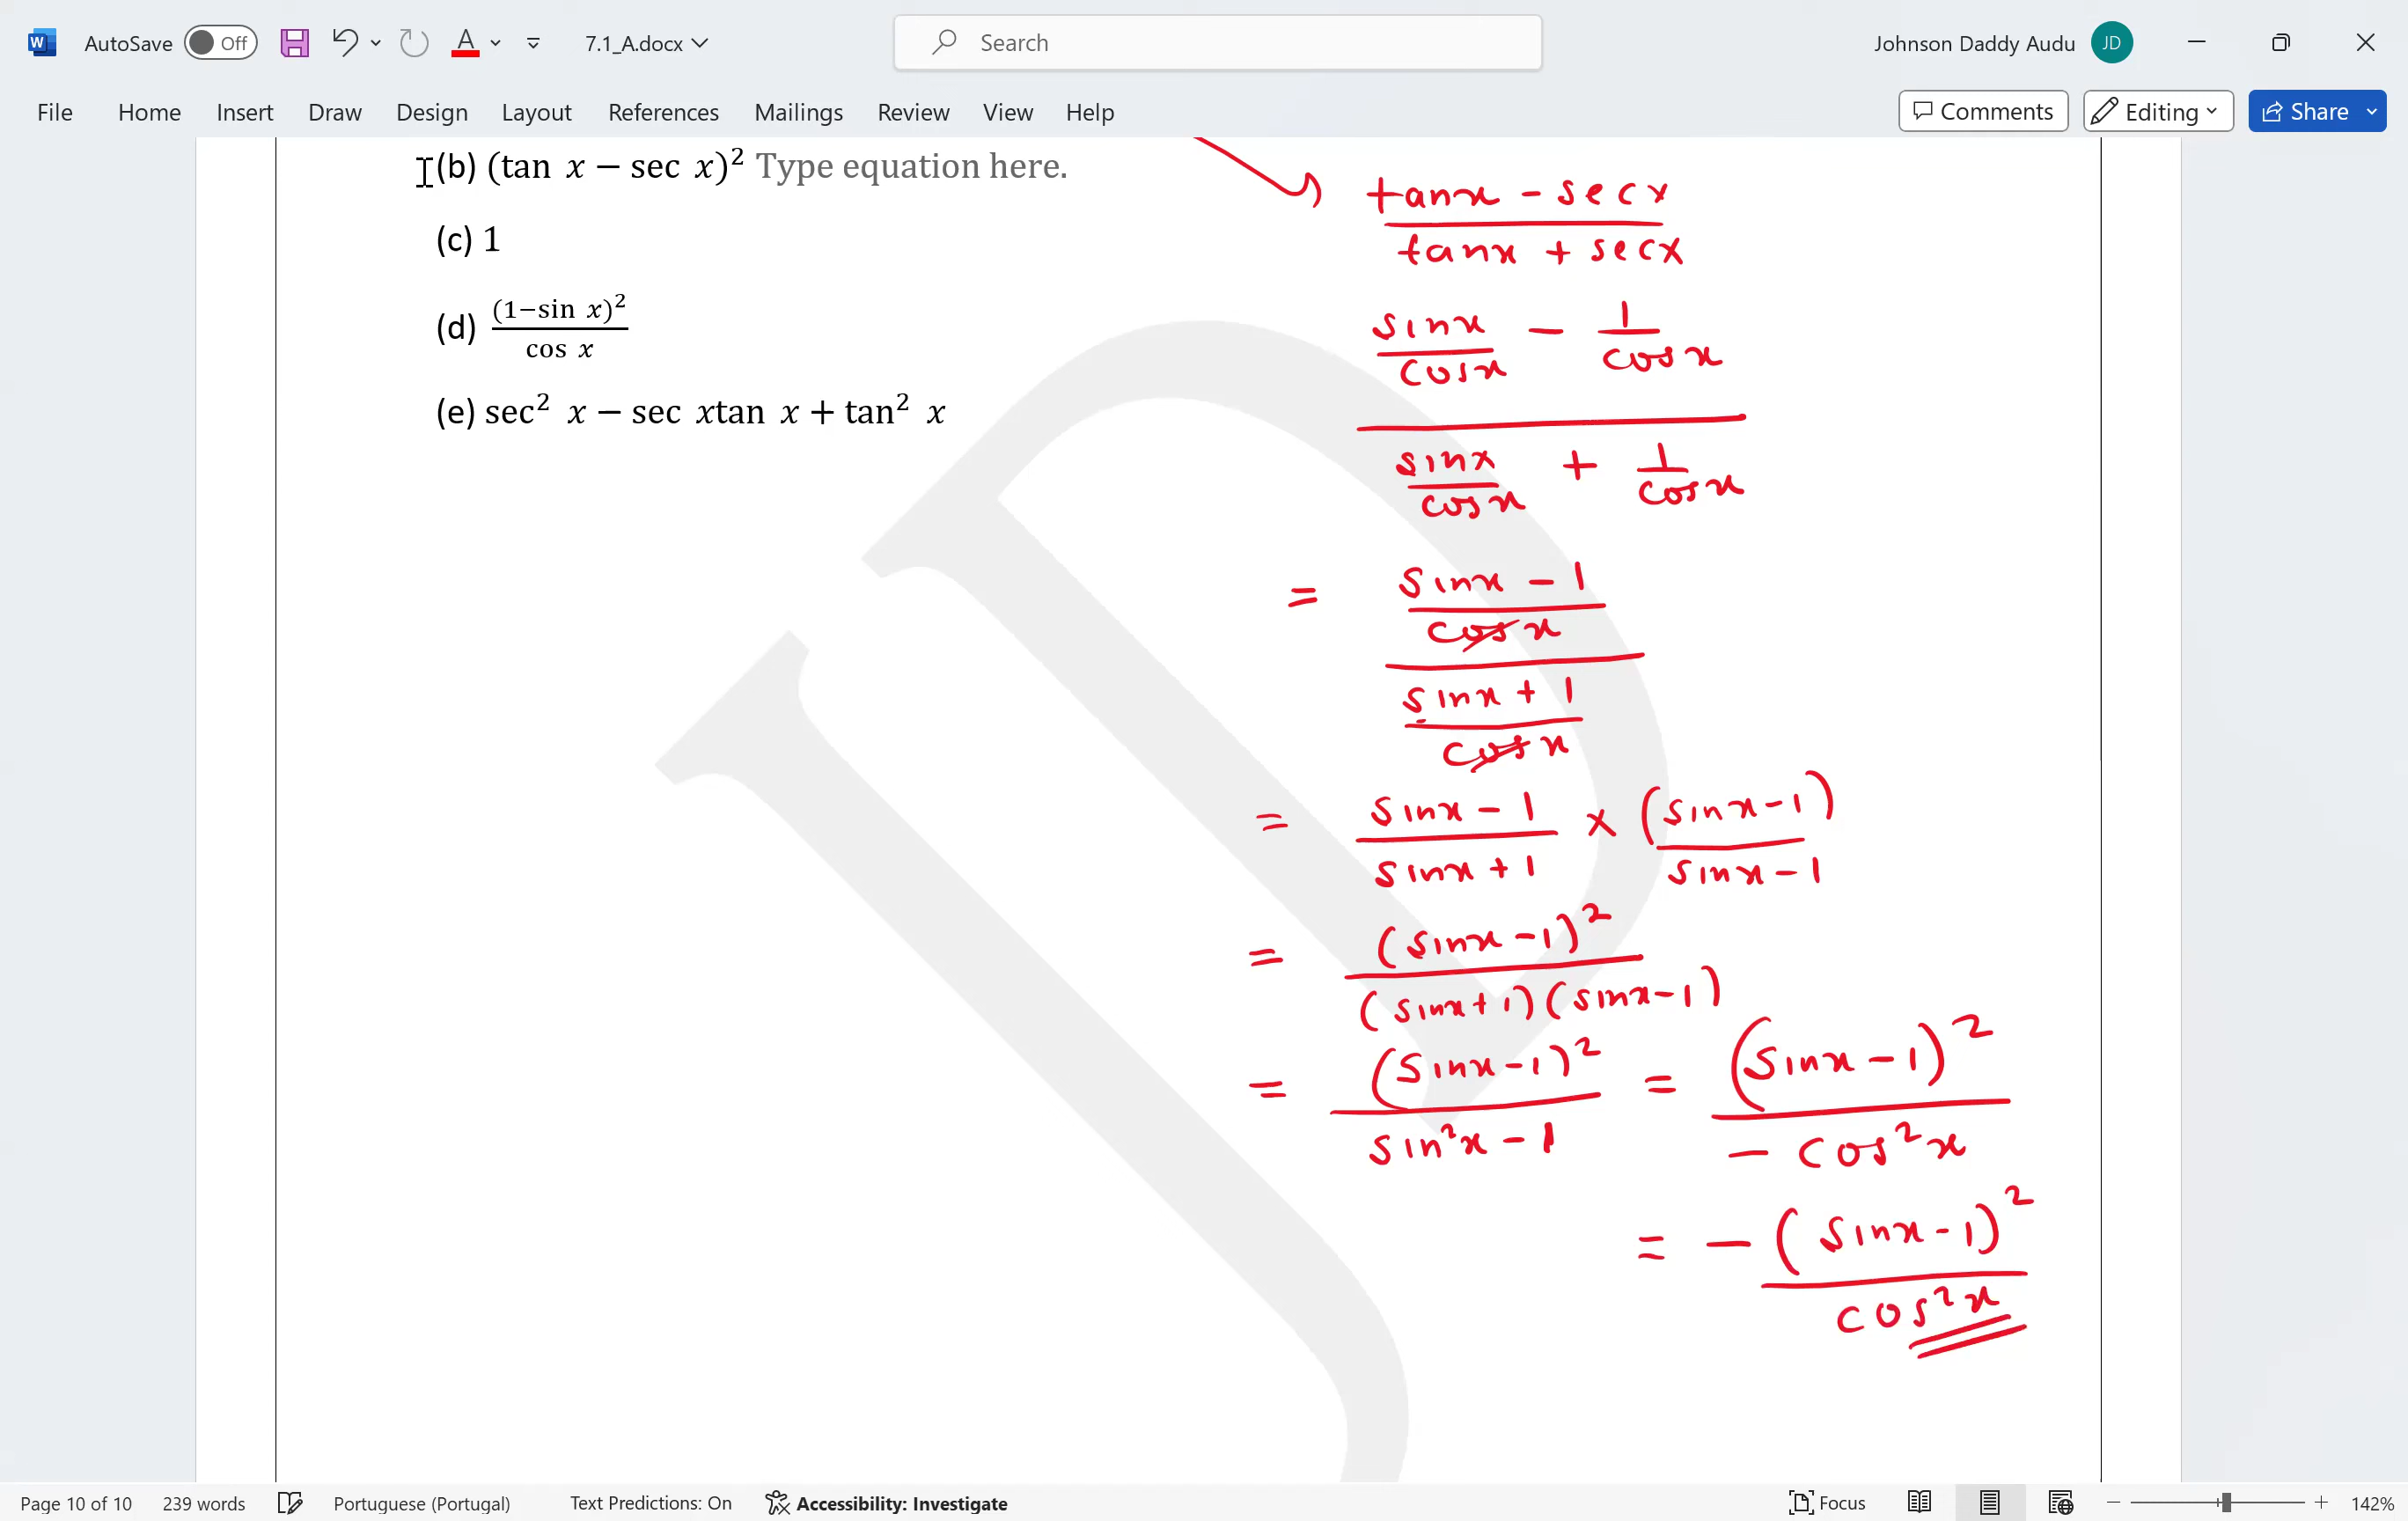 AutoSave Off 7.1_A.docx Search Johnson Daddy Audu JD
File Home Insert Draw Design Layout References Mailings Review View Help Comments Editing Share
(b) (tan x − sec x)² Type equation here.
(c) 1
(d) (1−sin x)²
cos x
(e) sec² x − sec xtan x + tan² x
tanx - secx
tanx + secx
sinx - 1
cosx cosx
sinx + 1
cosx cosx
= sinx - 1
cosx
sinx + 1
cosx
= sinx - 1 × (sinx-1)
sinx + 1 sinx - 1
= (sinx-1)²
(sinx+1)(sinx-1)
= (sinx-1)² = (sinx-1)²
sin²x - 1 - cos²x
= -(sinx-1)²
cos²x
Page 10 of 10 239 words Portuguese (Portugal) Text Predictions: On Accessibility: Investigate Focus 142%